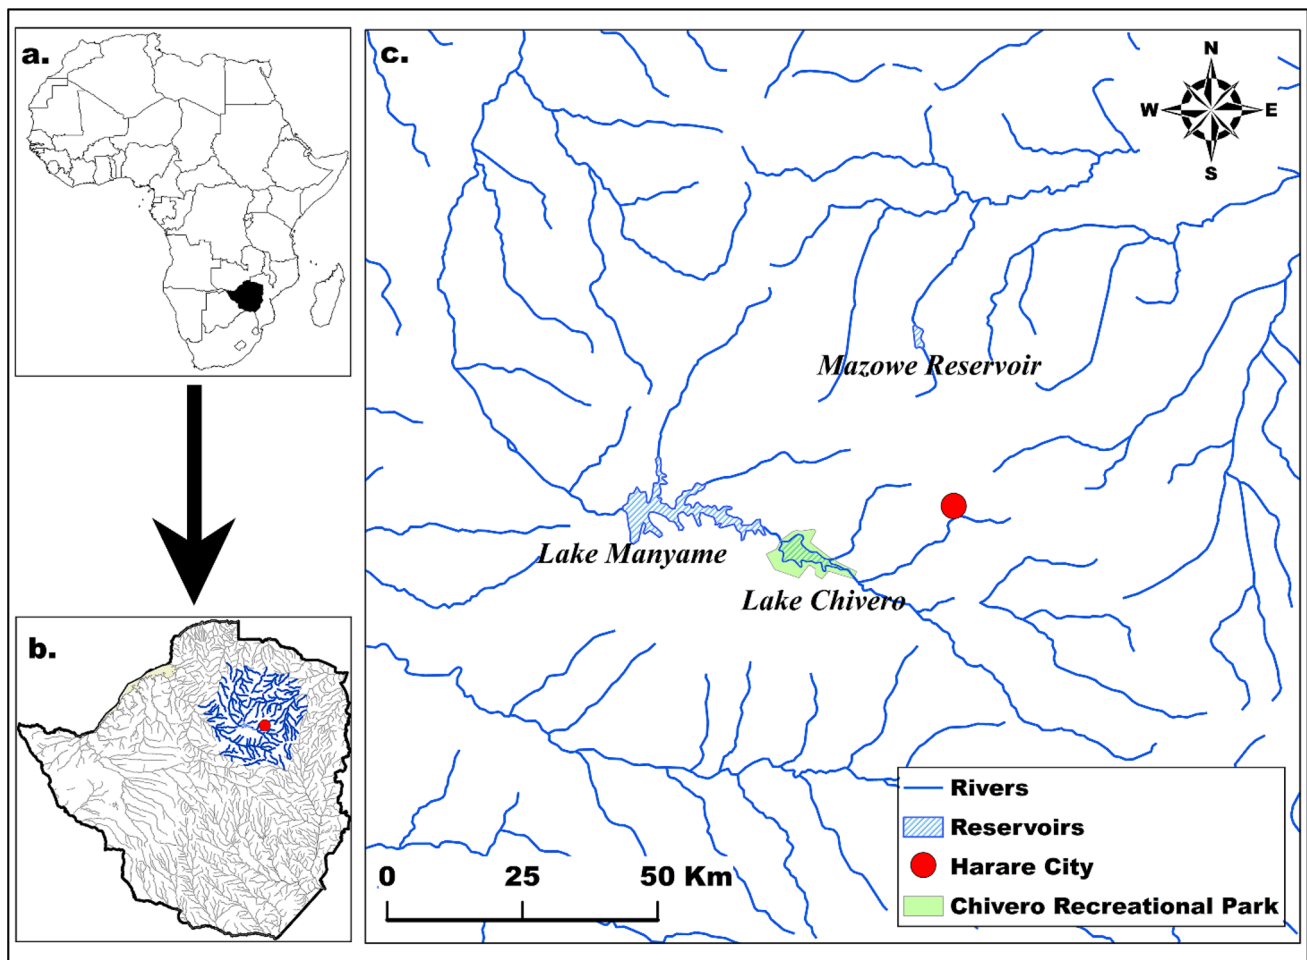 a.
c.
N
W E
S
Mazowe Reservoir
Lake Manyame
Lake Chivero
b.
Rivers
Reservoirs
Harare City
Chivero Recreational Park
0 25 50 Km